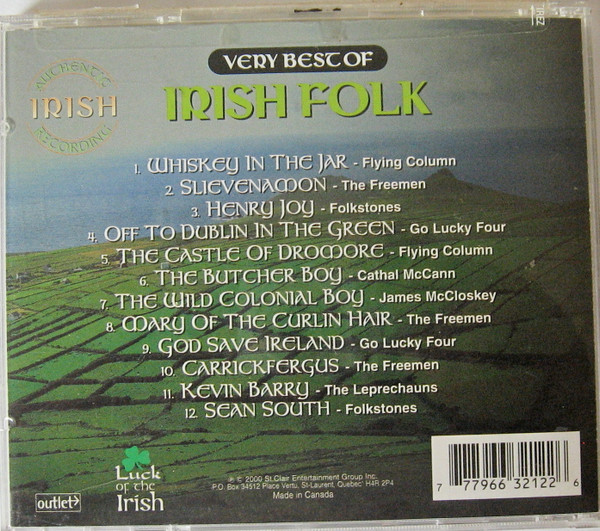 VERY BEST OF
IRISH FOLK
AUTHENTIC
IRISH
RECORDING
1. WHISKEY IN THE JAR - Flying Column
2. SLIEVENAMON - The Freemen
3. HENRY JOY - Folkstones
4. OFF TO DUBLIN IN THE GREEN - Go Lucky Four
5. THE CASTLE OF DROMORE - Flying Column
6. THE BUTCHER BOY - Cathal McCann
7. THE WILD COLONIAL BOY - James McCloskey
8. MARY OF THE CURLIN HAIR - The Freemen
9. GOD SAVE IRELAND - Go Lucky Four
10. CARRICKFERGUS - The Freemen
11. KEVIN BARRY - The Leprechauns
12. SEAN SOUTH - Folkstones
Luck
of the
Irish
outlet
℗ © 2000 St.Clair Entertainment Group Inc.
P.O. Box 34512 Place Vertu, St-Laurent, Quebec H4R 2P4
Made in Canada
7 77966 32122 6